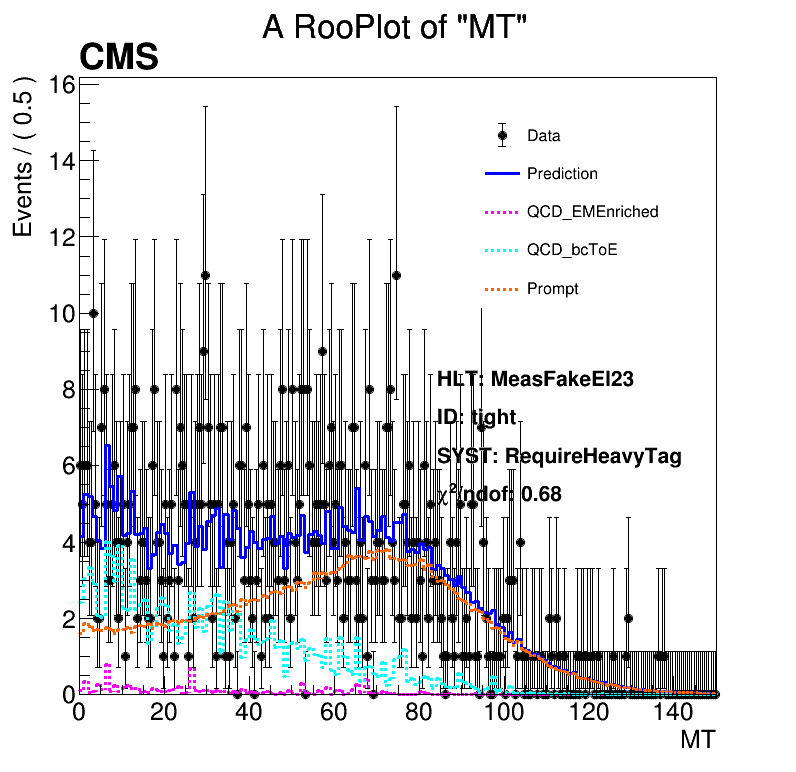 A RooPlot of "MT"
CMS
Events / ( 0.5 )
16
14
12
10
8
6
4
2
0
Data
Prediction
QCD_EMEnriched
QCD_bcToE
Prompt
HLT: MeasFakeEl23
ID: tight
SYST: RequireHeavyTag
χ²/ndof: 0.68
0 20 40 60 80 100 120 140
MT